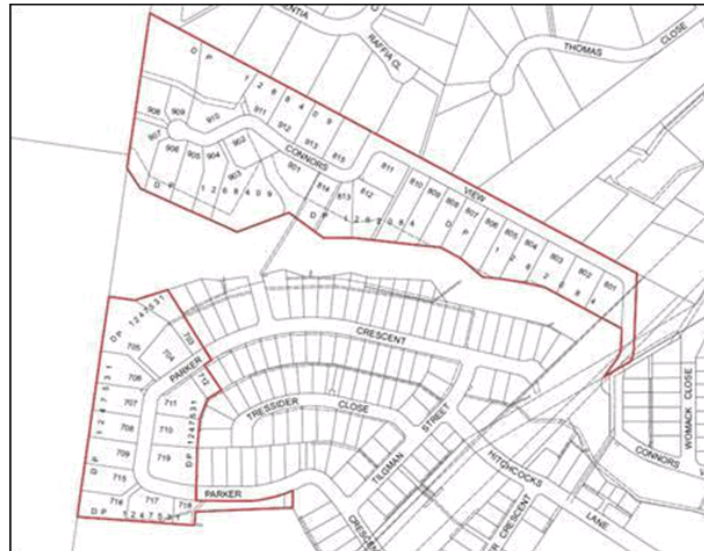 ENTIA
RAFFIA CL
THOMAS
CLOSE
D P 1 2 6 8 4 0 9
908
909
910
911
912
913
815
907
906
905
904
902
903
901
CONNORS
VIEW
D P 1 2 6 8 4 0 9
814
813
812
811
810
809
808
807
806
805
804
803
802
801
D P 1 2 6 2 0 8 4
D P 1 2 6 2 0 8 4
D P 1 2 4 7 5 3 1
705
704
703
706
PARKER
CRESCENT
712
707
711
708
710
709
719
715
716
717
718
D P 1 2 4 7 5 3 1
D P 1 2 4 7 5 3 1
D P 1 2 4 7 5 3 1
TRESSIDER
CLOSE
TILGMAN
STREET
PARKER
CRESCENT
HITCHCOCKS
LANE
CRESCENT
WOMACK CLOSE
CONNORS